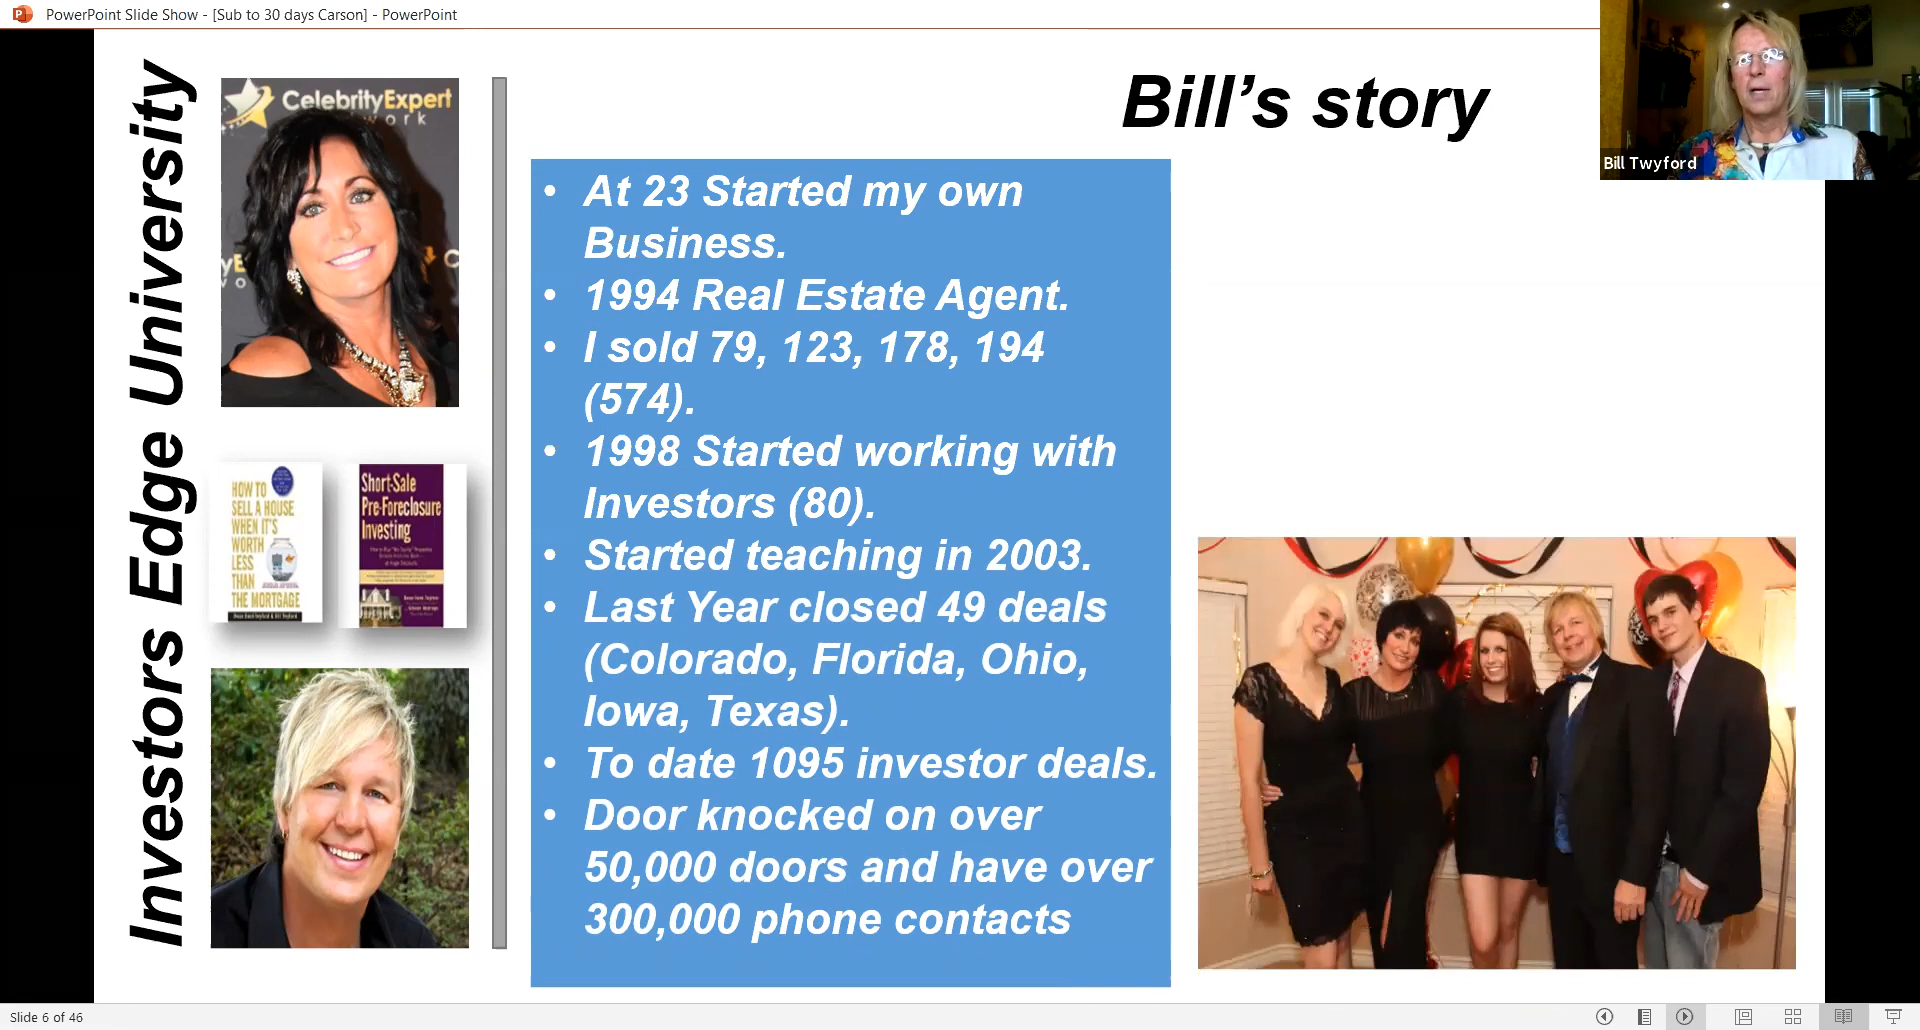 PowerPoint Slide Show - [Sub to 30 days Carson] - PowerPoint
Bill Twyford
Bill’s story
Investors Edge University
CelebrityExpert
work
HOW TO
SELL A HOUSE
WHEN IT'S
WORTH
LESS
THAN
THE MORTGAGE
Short-Sale
Pre-Foreclosure
Investing
• At 23 Started my own
Business.
• 1994 Real Estate Agent.
• I sold 79, 123, 178, 194
(574).
• 1998 Started working with
Investors (80).
• Started teaching in 2003.
• Last Year closed 49 deals
(Colorado, Florida, Ohio,
Iowa, Texas).
• To date 1095 investor deals.
• Door knocked on over
50,000 doors and have over
300,000 phone contacts
Slide 6 of 46